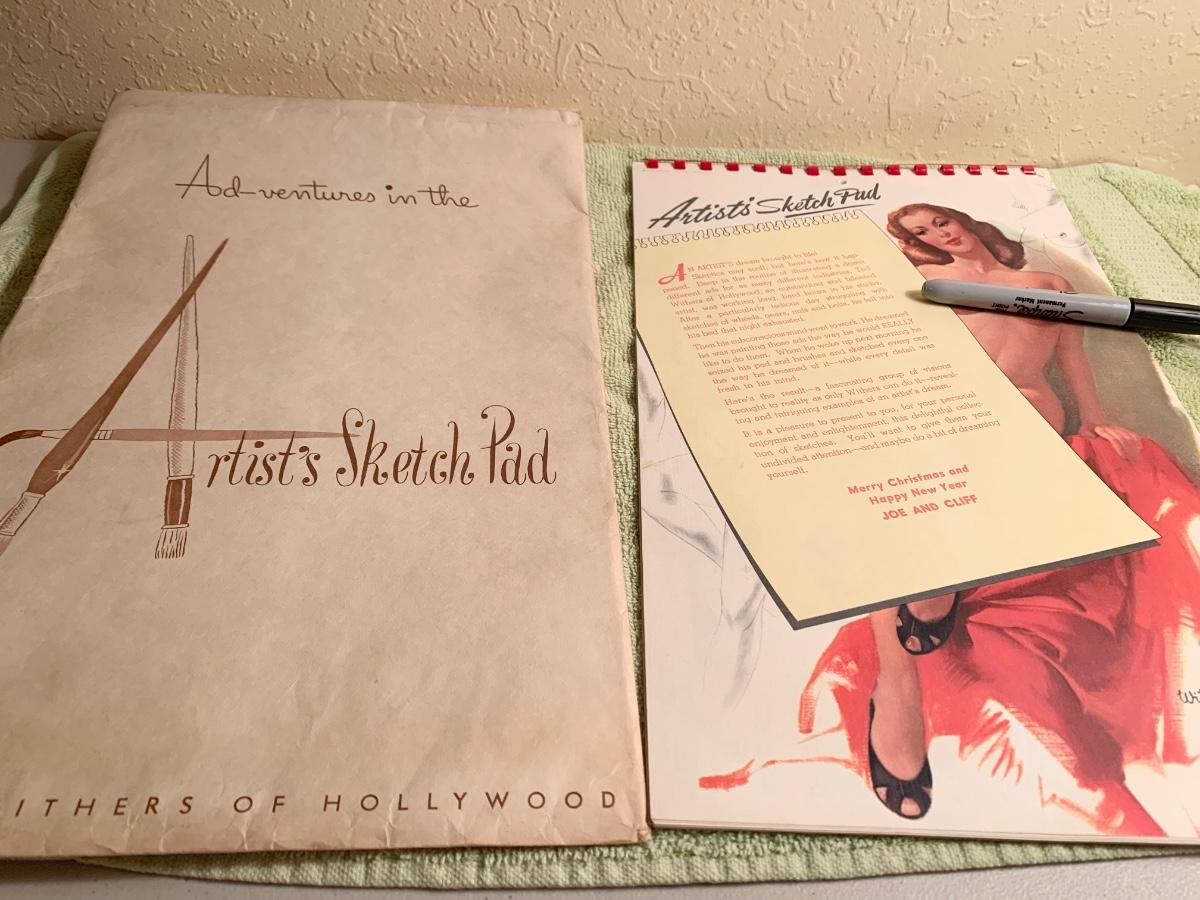 Ad-ventures in the
Artist's Sketch Pad
ITHERS OF HOLLYWOOD
Artist's Sketch Pad
AN ARTIST'S dream brought to life!
Skeptics may scoff, but here's how it hap-
pened. Deep in the routine of illustrating a dozen
different ads for as many different industries, Ted
Withers of Hollywood, an outstanding and talented
artist, was working long, hard hours in his studio.
After a particularly tedious day struggling with
sketches of wheels, gears, nuts and bolts, he fell into
his bed that night exhausted.
Then his subconscious mind went to work. He dreamed
he was painting those ads the way he would REALLY
like to do them. When he woke up next morning he
seized his pad and brushes and sketched every one
the way he dreamed of it—while every detail was
fresh in his mind.
Here's the result—a fascinating group of visions
brought to reality as only Withers can do it—reveal-
ing and intriguing examples of an artist's dream.
It is a pleasure to present to you, for your personal
enjoyment and enlightenment, this delightful collec-
tion of sketches. You'll want to give them your
undivided attention—and maybe do a bit of dreaming
yourself.
Merry Christmas and
Happy New Year
JOE AND CLIFF
Sharpie
Permanent Marker